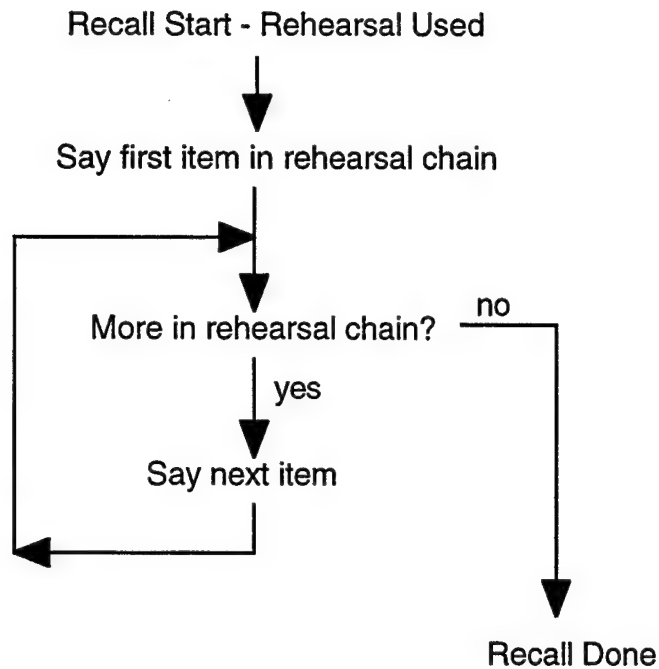 Recall Start - Rehearsal Used
Say first item in rehearsal chain
More in rehearsal chain?
no
yes
Say next item
Recall Done